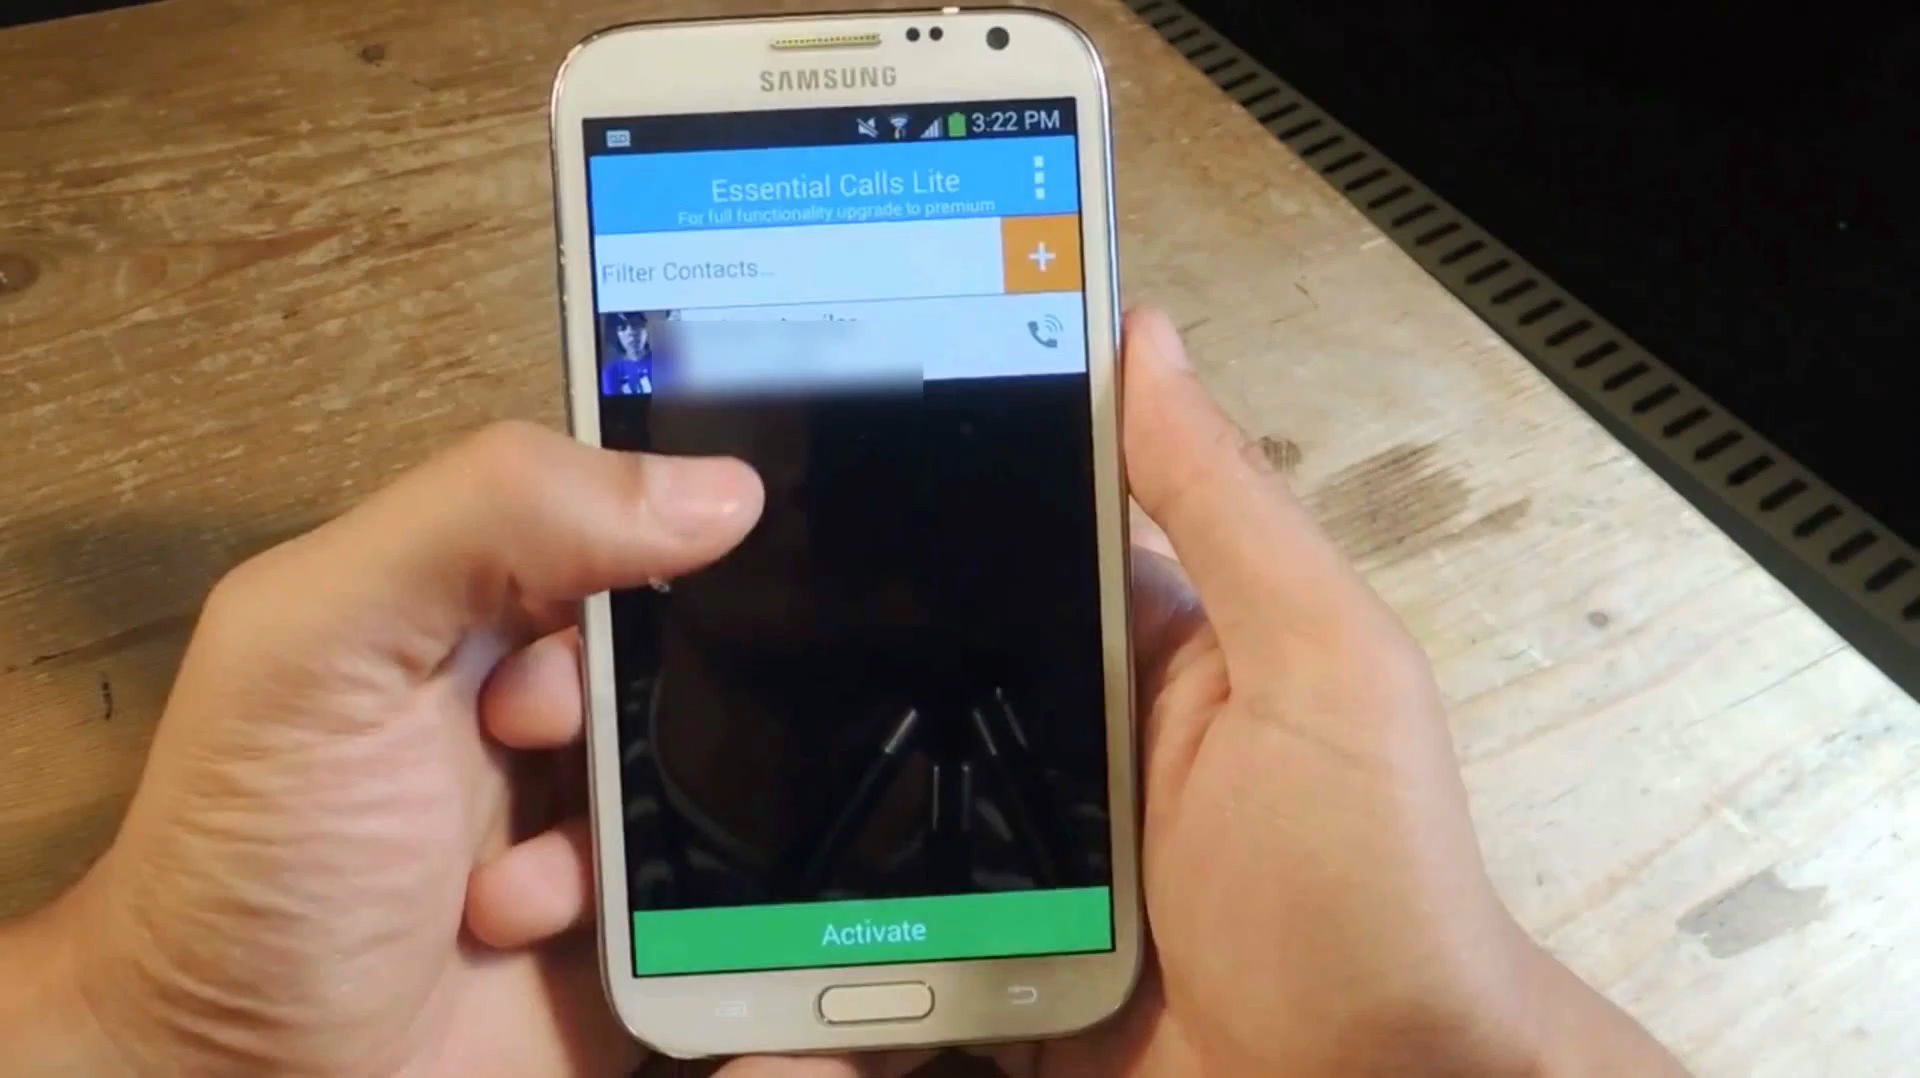 SAMSUNG
3:22 PM
Essential Calls Lite
For full functionality upgrade to premium
Filter Contacts...
+
Activate